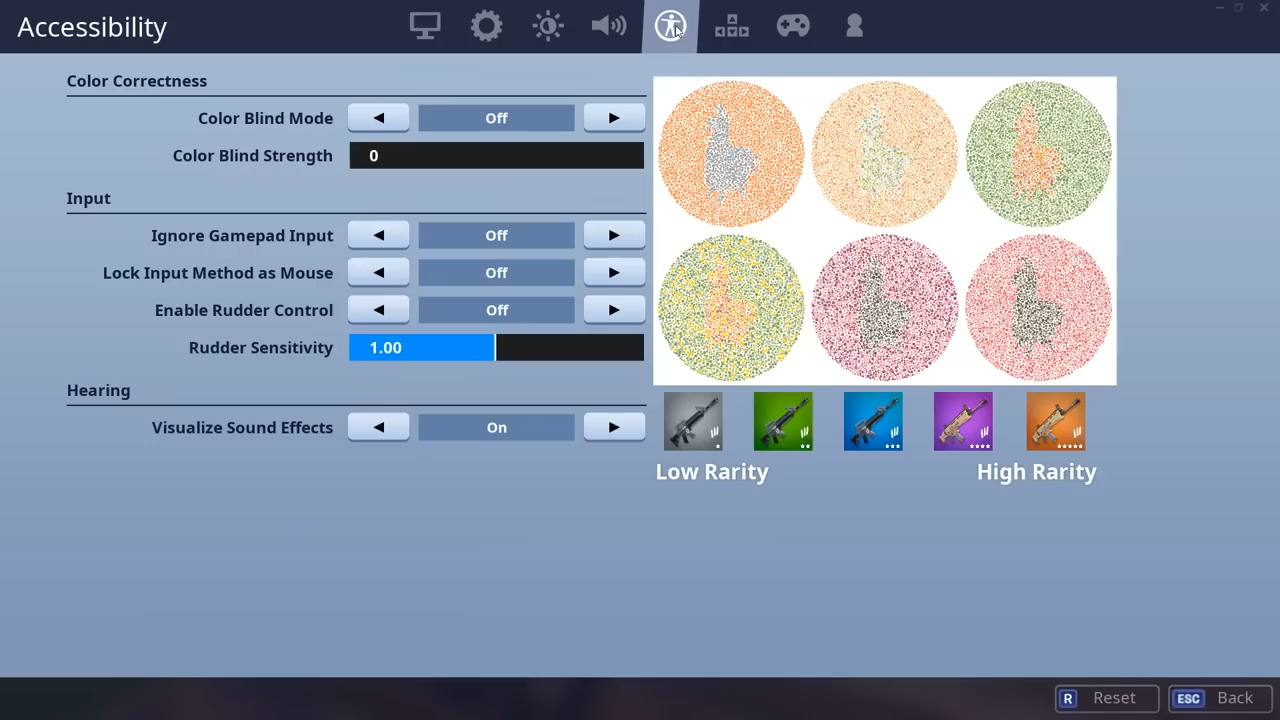 Accessibility
Color Correctness
Color Blind Mode Off
Color Blind Strength 0
Input
Ignore Gamepad Input Off
Lock Input Method as Mouse Off
Enable Rudder Control Off
Rudder Sensitivity 1.00
Hearing
Visualize Sound Effects On
Low Rarity High Rarity
R Reset ESC Back